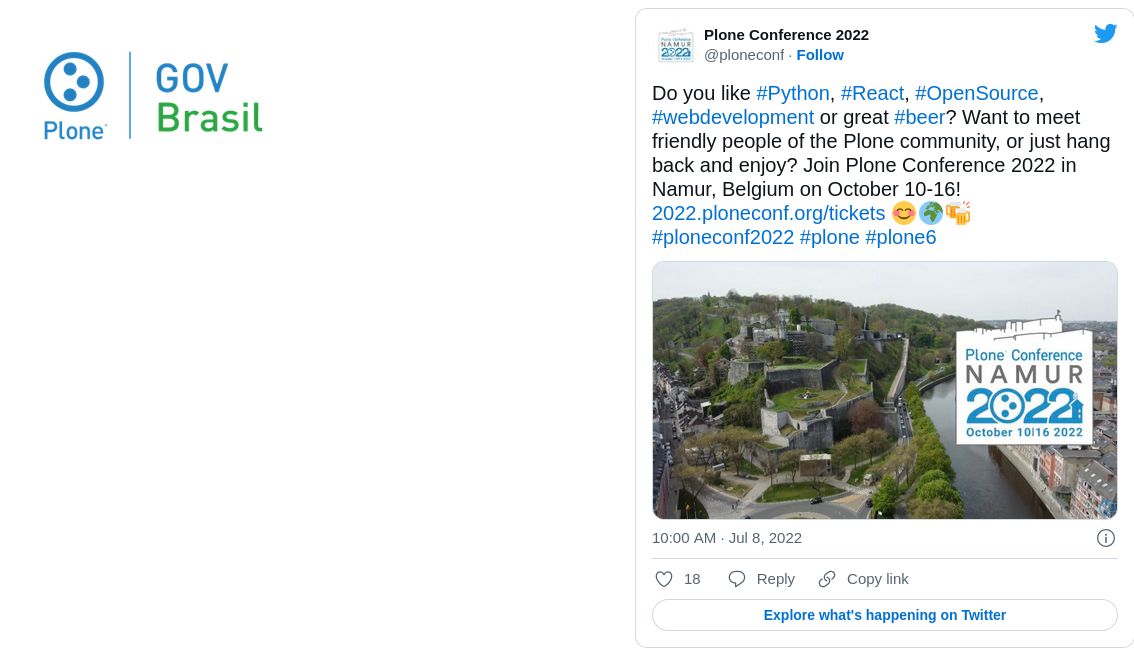 Plone
GOV
Brasil
Plone Conference 2022
@ploneconf · Follow
Do you like #Python, #React, #OpenSource,
#webdevelopment or great #beer? Want to meet
friendly people of the Plone community, or just hang
back and enjoy? Join Plone Conference 2022 in
Namur, Belgium on October 10-16!
2022.ploneconf.org/tickets 😊🌍🍻
#ploneconf2022 #plone #plone6
Plone Conference
NAMUR
2022
October 10|16 2022
10:00 AM · Jul 8, 2022
18 Reply Copy link
Explore what's happening on Twitter